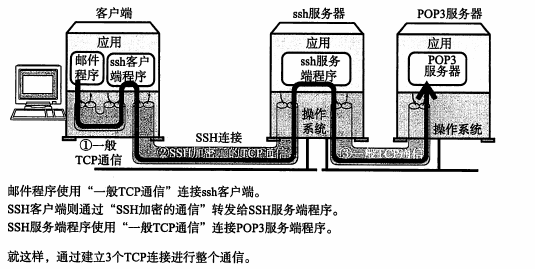 客户端
ssh服务器
POP3服务器
应用
应用
应用
邮件程序
ssh客户端程序
ssh服务端程序
POP3服务器
操作系统
操作系统
SSH连接
①一般TCP通信
②SSH加密后的TCP通信
③一般TCP通信
邮件程序使用“一般TCP通信”连接ssh客户端。
SSH客户端则通过“SSH加密的通信”转发给SSH服务端程序。
SSH服务端程序使用“一般TCP通信”连接POP3服务端程序。
就这样，通过建立3个TCP连接进行整个通信。